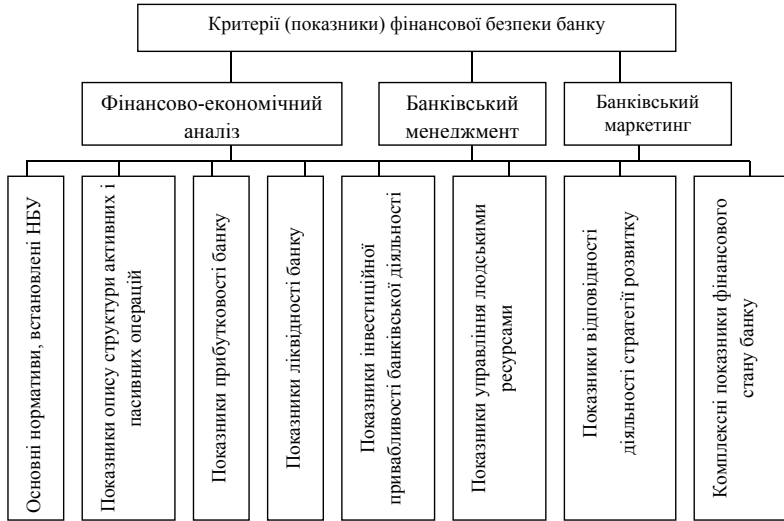 Критерії (показники) фінансової безпеки банку
Фінансово-економічний
аналіз
Банківський
менеджмент
Банківський
маркетинг
Основні нормативи, встановлені НБУ
Показники опису структури активних і
пасивних операцій
Показники прибутковості банку
Показники ліквідності банку
Показники інвестиційної
привабливості банківської діяльності
Показники управління людськими
ресурсами
Показники відповідності
діяльності стратегії розвитку
Комплексні показники фінансового
стану банку